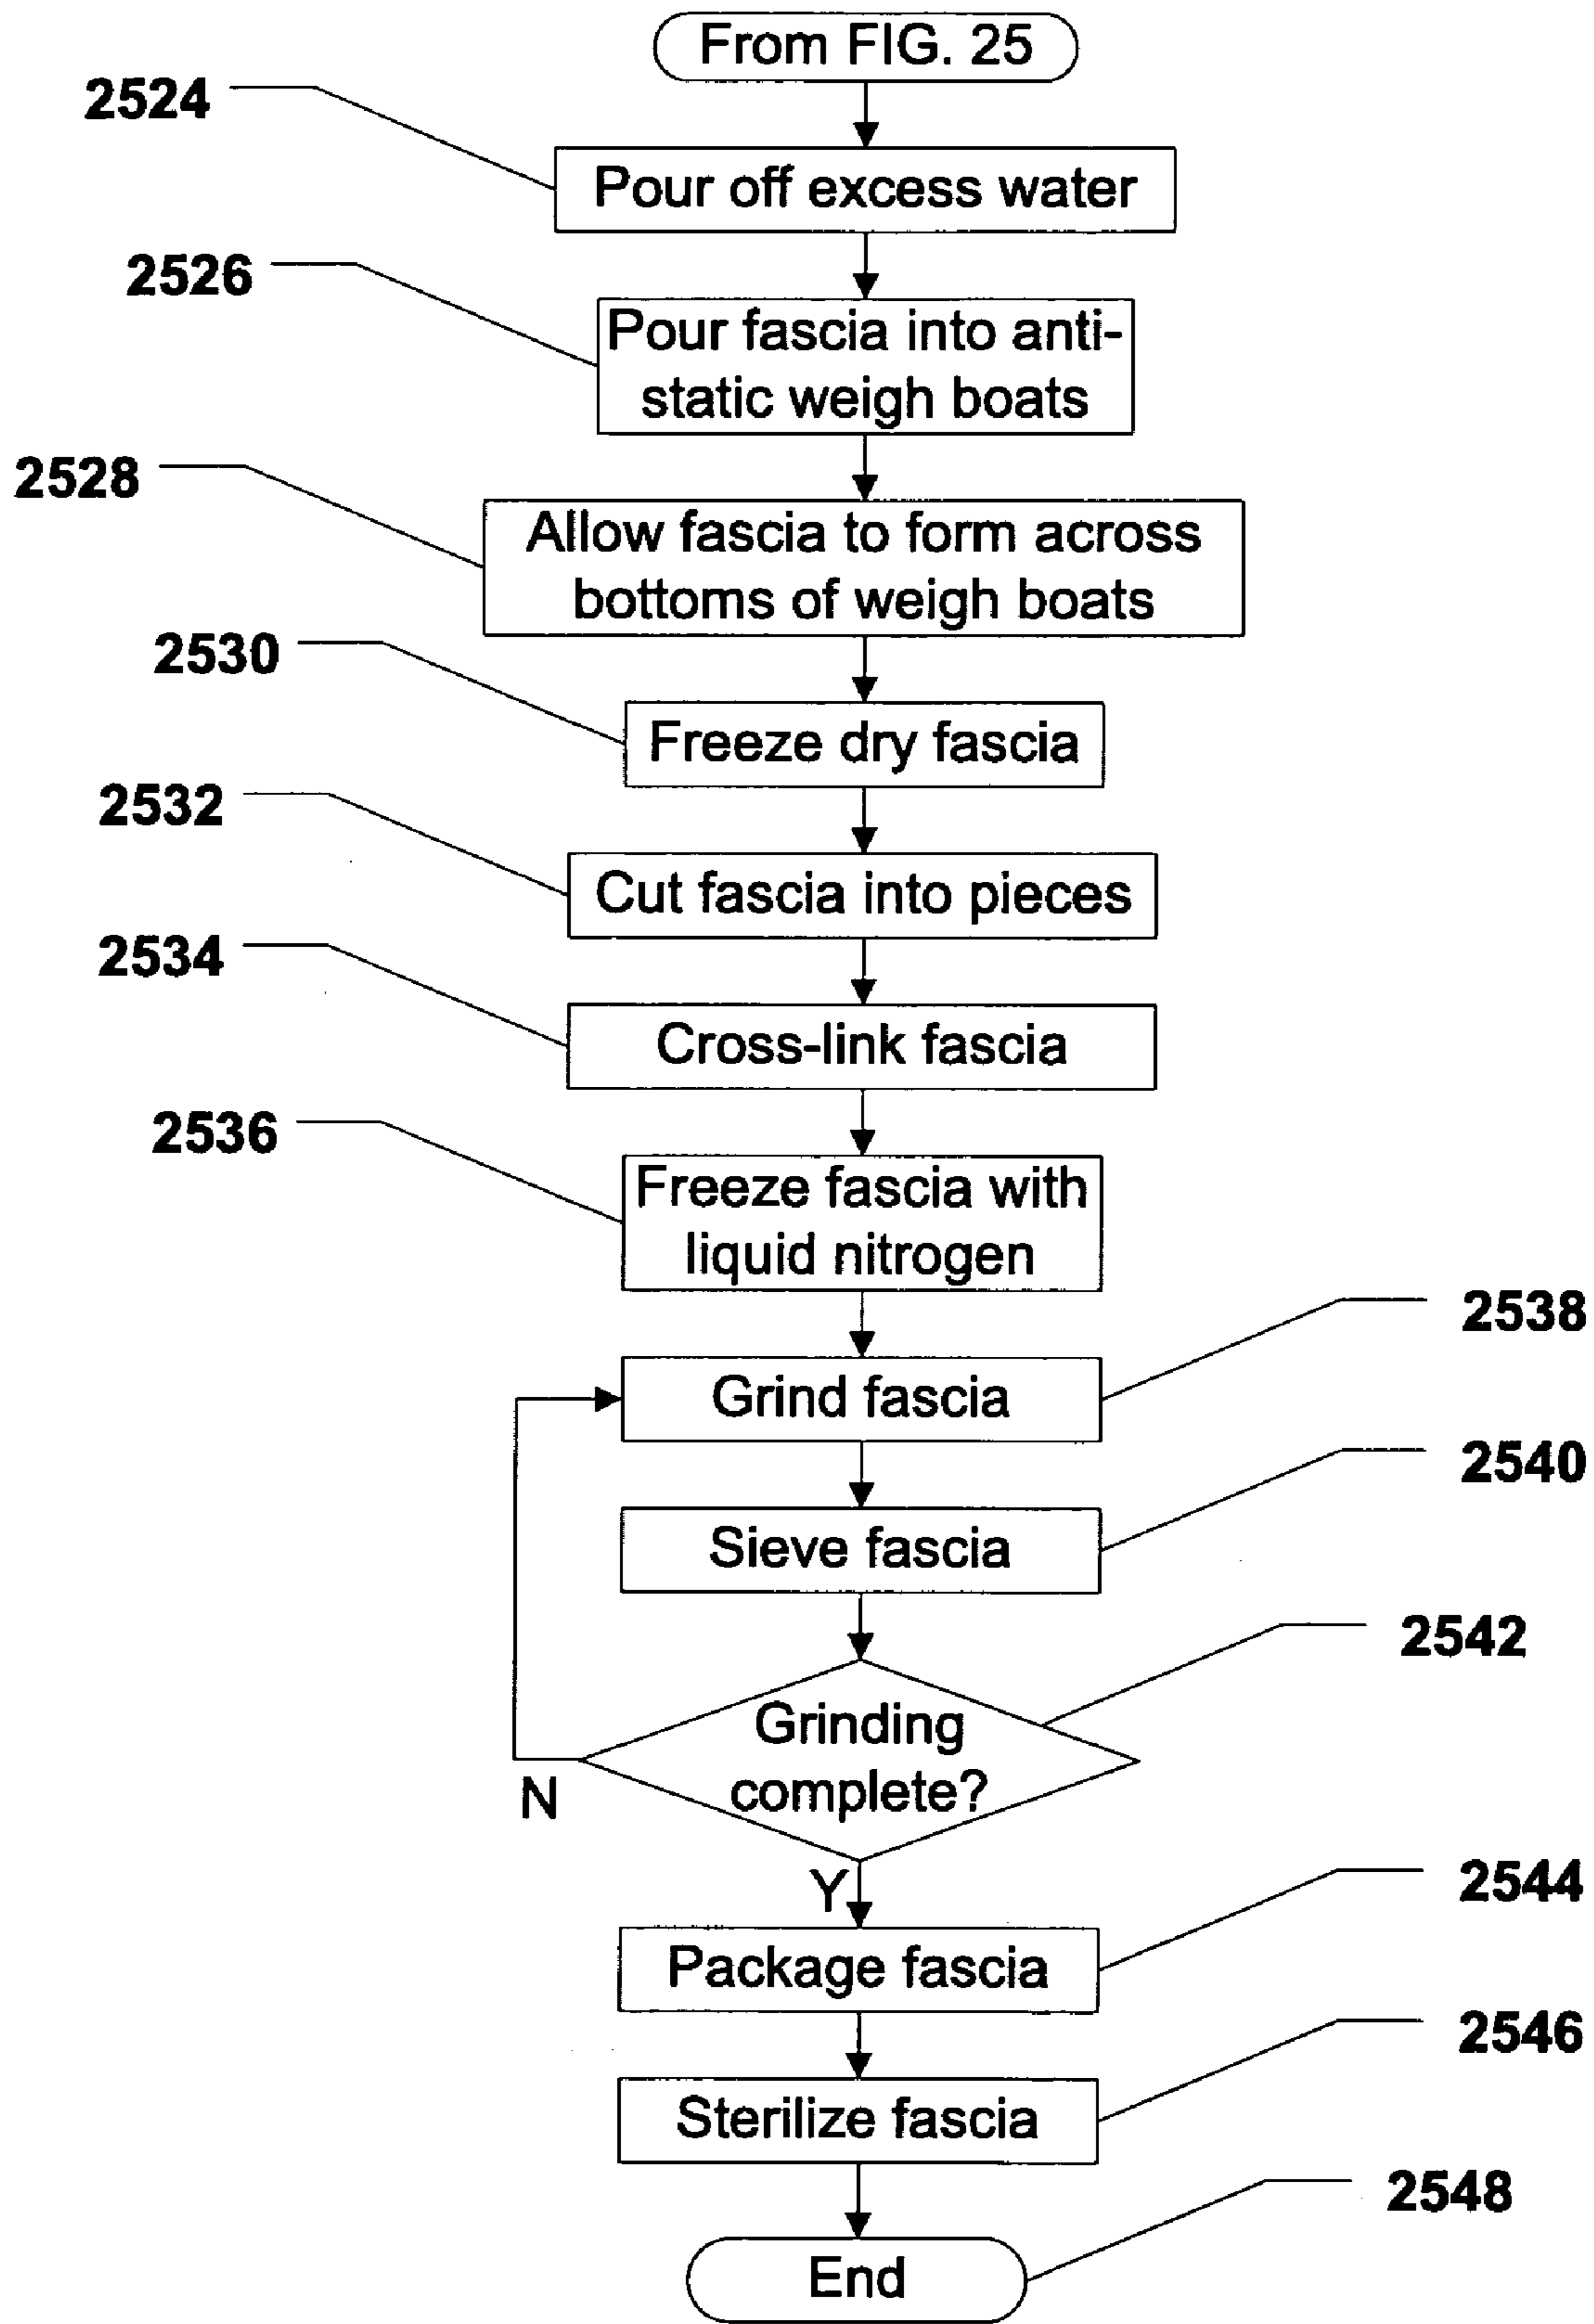 From FIG. 25
2524
Pour off excess water
2526
Pour fascia into anti-
static weigh boats
2528
Allow fascia to form across
bottoms of weigh boats
2530
Freeze dry fascia
2532
Cut fascia into pieces
2534
Cross-link fascia
2536
Freeze fascia with
liquid nitrogen
2538
Grind fascia
2540
Sieve fascia
2542
Grinding
complete?
N
Y
2544
Package fascia
2546
Sterilize fascia
2548
End